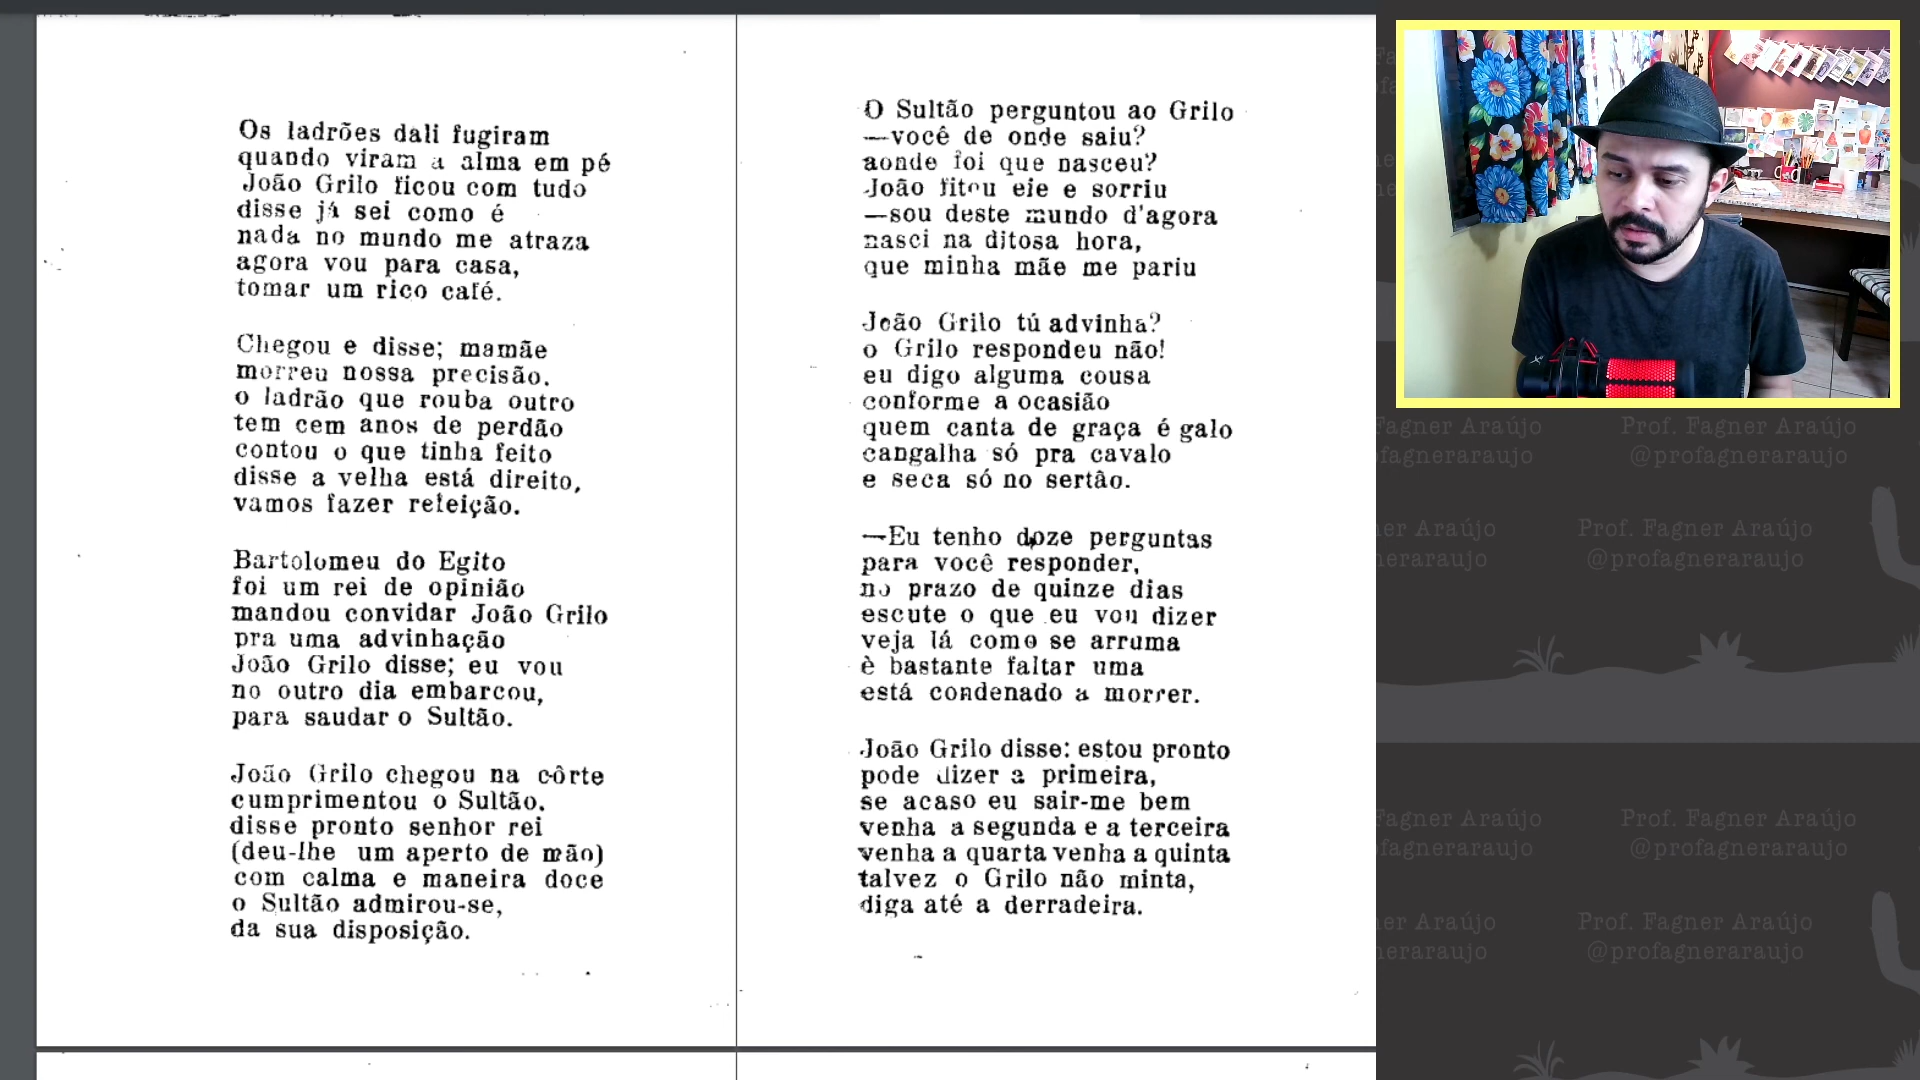 Os ladrões dali fugiram
quando viram a alma em pé
João Grilo ficou com tudo
disse já sei como é
nada no mundo me atraza
agora vou para casa,
tomar um rico café.
Chegou e disse; mamãe
morreu nossa precisão.
o ladrão que rouba outro
tem cem anos de perdão
contou o que tinha feito
disse a velha está direito,
vamos fazer refeição.
Bartolomeu do Egito
foi um rei de opinião
mandou convidar João Grilo
pra uma advinhação
João Grilo disse; eu vou
no outro dia embarcou,
para saudar o Sultão.
João Grilo chegou na côrte
cumprimentou o Sultão.
disse pronto senhor rei
(deu-lhe um aperto de mão)
com calma e maneira doce
o Sultão admirou-se,
da sua disposição.
O Sultão perguntou ao Grilo
—você de onde saiu?
aonde foi que nasceu?
João fitou ele e sorriu
—sou deste mundo d'agora
nasci na ditosa hora,
que minha mãe me pariu
João Grilo tú advinha?
o Grilo respondeu não!
eu digo alguma cousa
conforme a ocasião
quem canta de graça é galo
cangalha só pra cavalo
e seca só no sertão.
—Eu tenho doze perguntas
para você responder,
no prazo de quinze dias
escute o que eu vou dizer
veja lá como se arruma
è bastante faltar uma
está condenado a morrer.
João Grilo disse: estou pronto
pode dizer a primeira,
se acaso eu sair-me bem
venha a segunda e a terceira
venha a quarta venha a quinta
talvez o Grilo não minta,
diga até a derradeira.
Fagner Araújo Prof. Fagner Araújo
fagneraraujo @profagneraraujo
ner Araújo Prof. Fagner Araújo
neraraujo @profagneraraujo
Fagner Araújo Prof. Fagner Araújo
fagneraraujo @profagneraraujo
ner Araújo Prof. Fagner Araújo
neraraujo @profagneraraujo